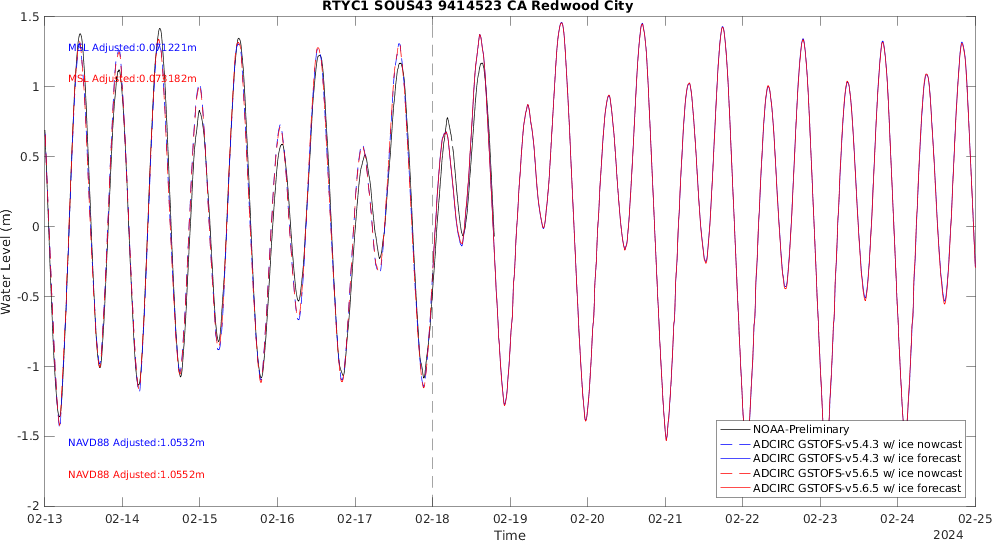 RTYC1 SOUS43 9414523 CA Redwood City
1.5
1
0.5
0
-0.5
-1
-1.5
-2
Water Level (m)
MSL Adjusted:0.071221m
MSL Adjusted:0.073182m
NAVD88 Adjusted:1.0532m
NAVD88 Adjusted:1.0552m
NOAA-Preliminary
ADCIRC GSTOFS-v5.4.3 w/ ice nowcast
ADCIRC GSTOFS-v5.4.3 w/ ice forecast
ADCIRC GSTOFS-v5.6.5 w/ ice nowcast
ADCIRC GSTOFS-v5.6.5 w/ ice forecast
02-13 02-14 02-15 02-16 02-17 02-18 02-19 02-20 02-21 02-22 02-23 02-24 02-25
Time
2024